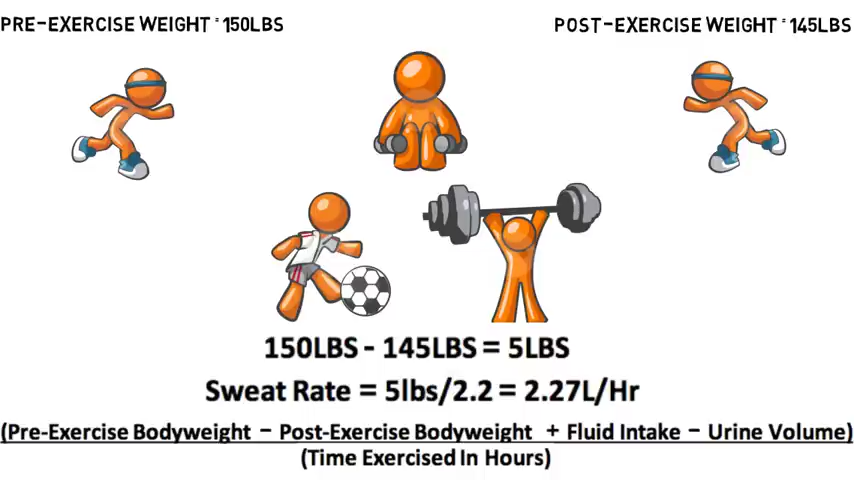 PRE-EXERCISE WEIGHT = 150LBS
POST-EXERCISE WEIGHT = 145LBS
150LBS - 145LBS = 5LBS
Sweat Rate = 5lbs/2.2 = 2.27L/Hr
(Pre-Exercise Bodyweight − Post-Exercise Bodyweight + Fluid Intake − Urine Volume)
(Time Exercised In Hours)